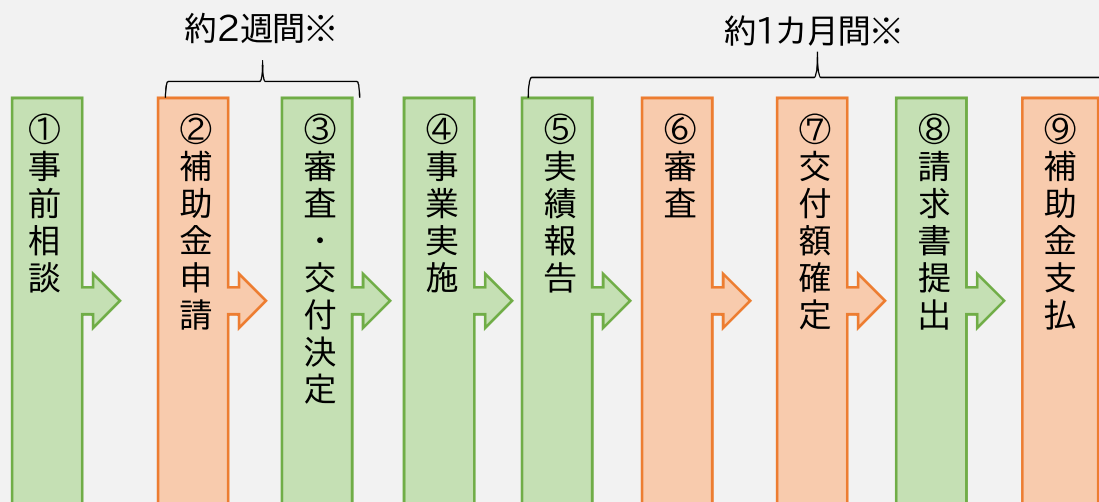 約2週間※
約1カ月間※
①事前相談
②補助金申請
③審査・交付決定
④事業実施
⑤実績報告
⑥審査
⑦交付額確定
⑧請求書提出
⑨補助金支払